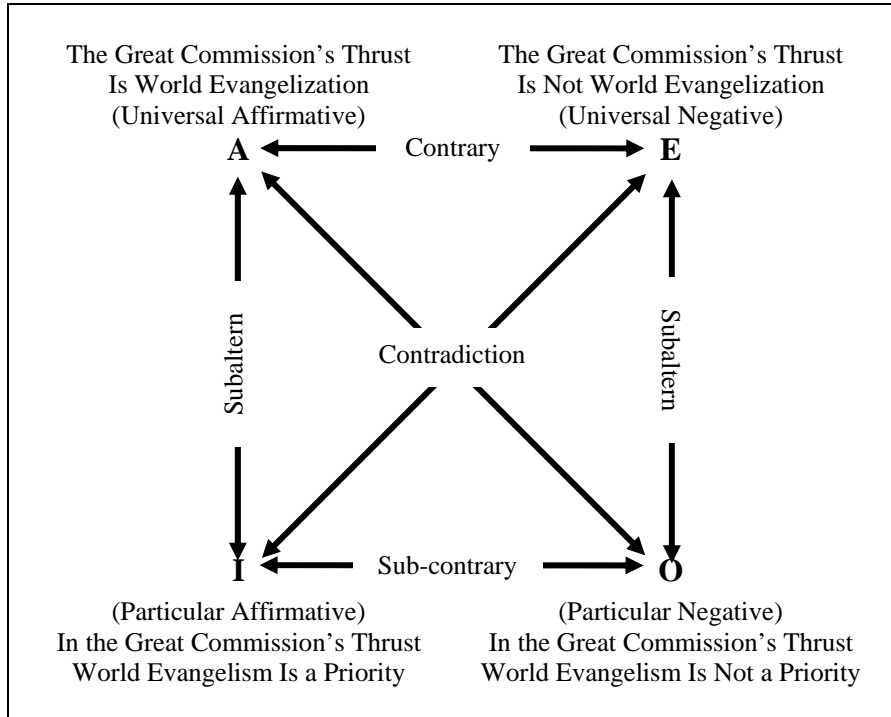 The Great Commission’s Thrust
Is World Evangelization
(Universal Affirmative)
The Great Commission’s Thrust
Is Not World Evangelization
(Universal Negative)
A
Contrary
E
Subaltern
Contradiction
Subaltern
I
Sub-contrary
O
(Particular Affirmative)
In the Great Commission’s Thrust
World Evangelism Is a Priority
(Particular Negative)
In the Great Commission’s Thrust
World Evangelism Is Not a Priority